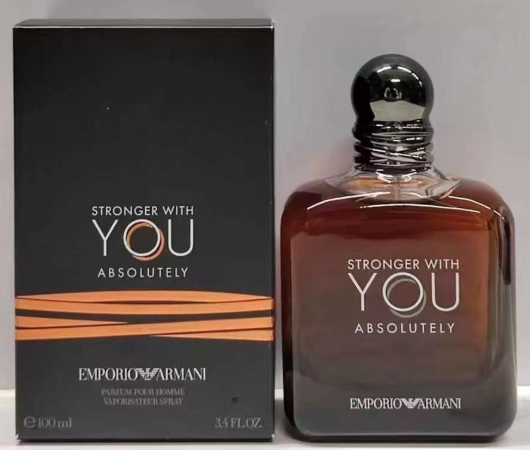 STRONGER WITH
YOU
ABSOLUTELY
EMPORIO ARMANI
PARFUM POUR HOMME
VAPORISATEUR SPRAY
℮100 ml 3.4 FL.OZ.
STRONGER WITH
YOU
ABSOLUTELY
EMPORIO ARMANI